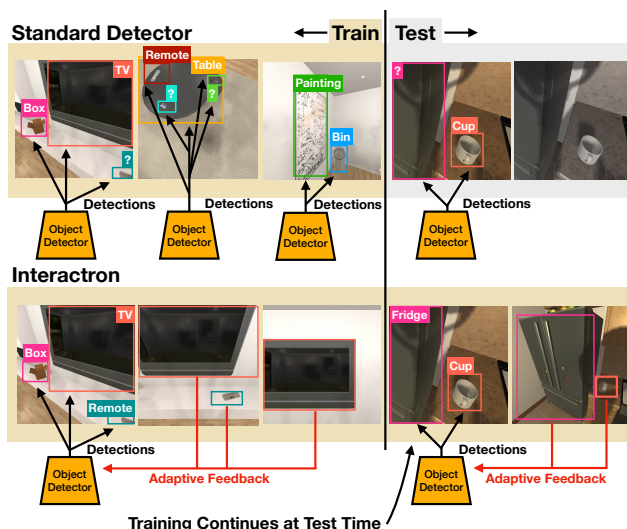 Standard Detector
Train
Test
Remote
TV
Table
?
Box
?
?
Painting
Bin
?
Cup
Detections
Detections
Detections
Detections
Object
Detector
Object
Detector
Object
Detector
Object
Detector
Interactron
TV
Box
Remote
Fridge
Cup
Detections
Detections
Object
Detector
Adaptive Feedback
Object
Detector
Adaptive Feedback
Training Continues at Test Time